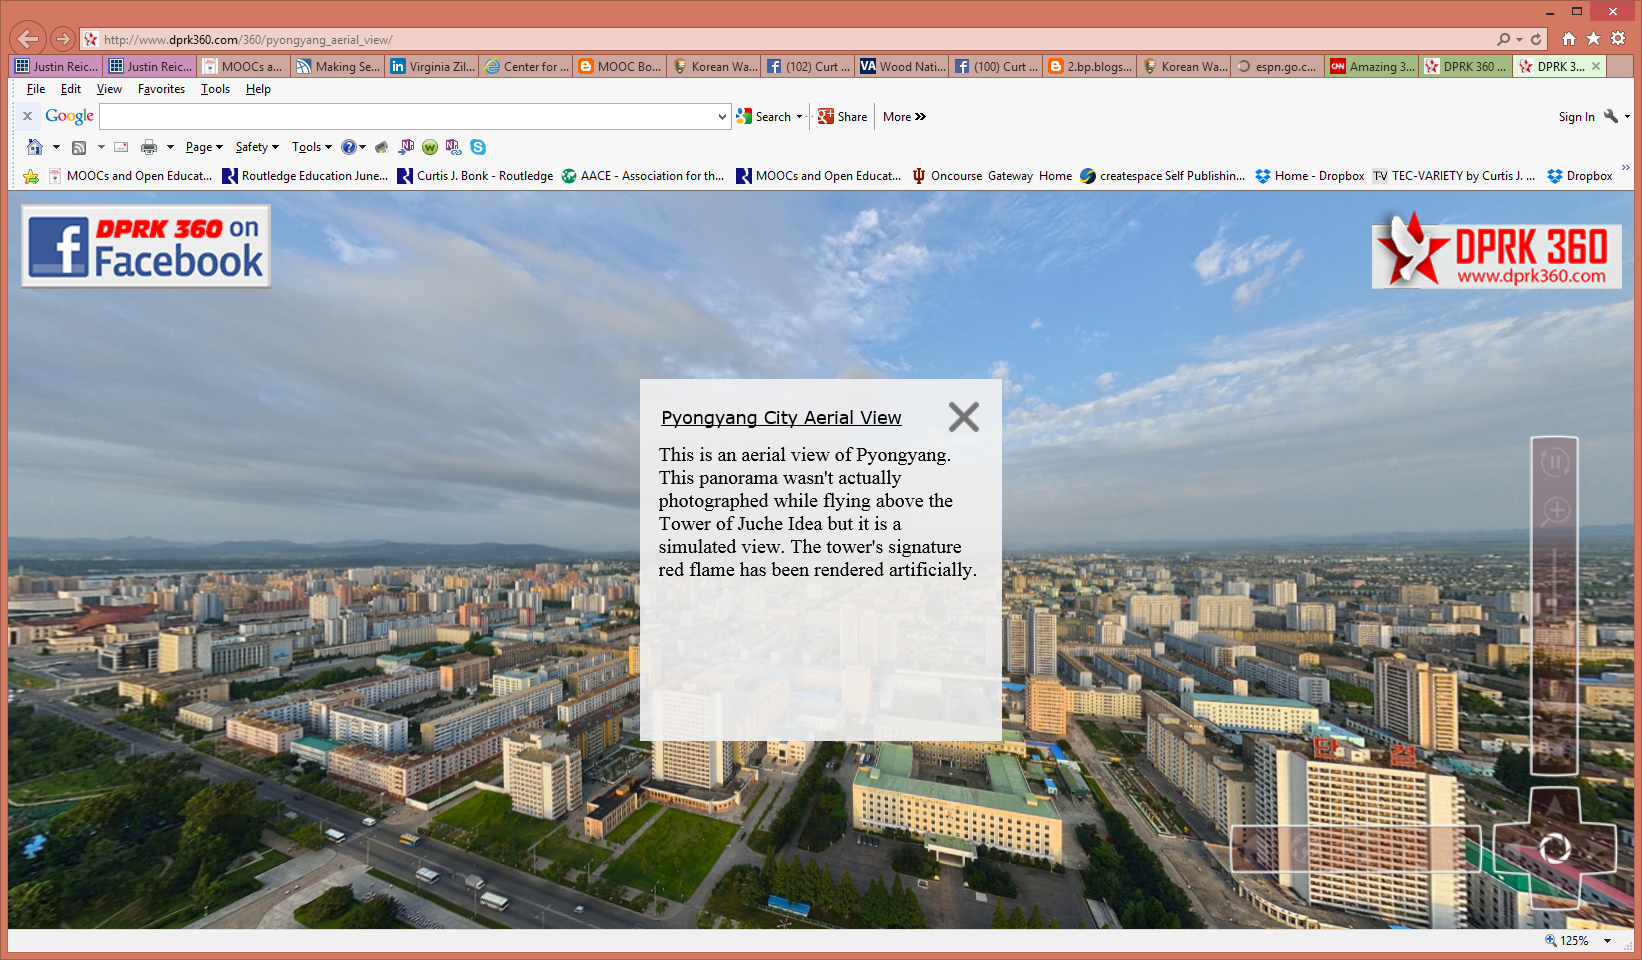 http://www.dprk360.com/360/pyongyang_aerial_view/
Justin Reic...
Justin Reic...
MOOCs a...
Making Se...
Virginia Zil...
Center for ...
MOOC Bo...
Korean Wa...
(102) Curt ...
Wood Nati...
(100) Curt ...
2.bp.blogs...
Korean Wa...
espn.go.c...
Amazing 3...
DPRK 360 ...
DPRK 3...
File Edit View Favorites Tools Help
x Google Search Share More »
Sign In
Page Safety Tools
MOOCs and Open Educat...
Routledge Education June...
Curtis J. Bonk - Routledge
AACE - Association for th...
MOOCs and Open Educat...
Oncourse
Gateway
Home
createspace Self Publishin...
Home - Dropbox
TV TEC-VARIETY by Curtis J. ...
Dropbox
DPRK 360 on
Facebook
DPRK 360
www.dprk360.com
Pyongyang City Aerial View
This is an aerial view of Pyongyang.
This panorama wasn't actually
photographed while flying above the
Tower of Juche Idea but it is a
simulated view. The tower's signature
red flame has been rendered artificially.
단 결
125%